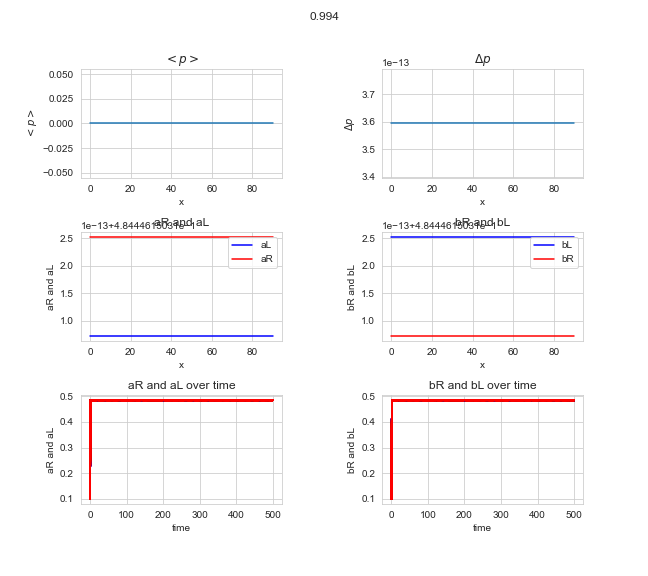 0.994
< p >
Δp
1e−13
0.050
0.025
0.000
−0.025
−0.050
< p >
0 20 40 60 80
x
3.7
3.6
3.5
3.4
Δp
0 20 40 60 80
x
aR and aL
bR and bL
1e−13+4.8444615031e−1
1e−13+4.8444615031e−1
2.5
2.0
1.5
1.0
aR and aL
aL
aR
0 20 40 60 80
x
2.5
2.0
1.5
1.0
bR and bL
bL
bR
0 20 40 60 80
x
aR and aL over time
bR and bL over time
0.5
0.4
0.3
0.2
0.1
aR and aL
0 100 200 300 400 500
time
0.5
0.4
0.3
0.2
0.1
bR and bL
0 100 200 300 400 500
time